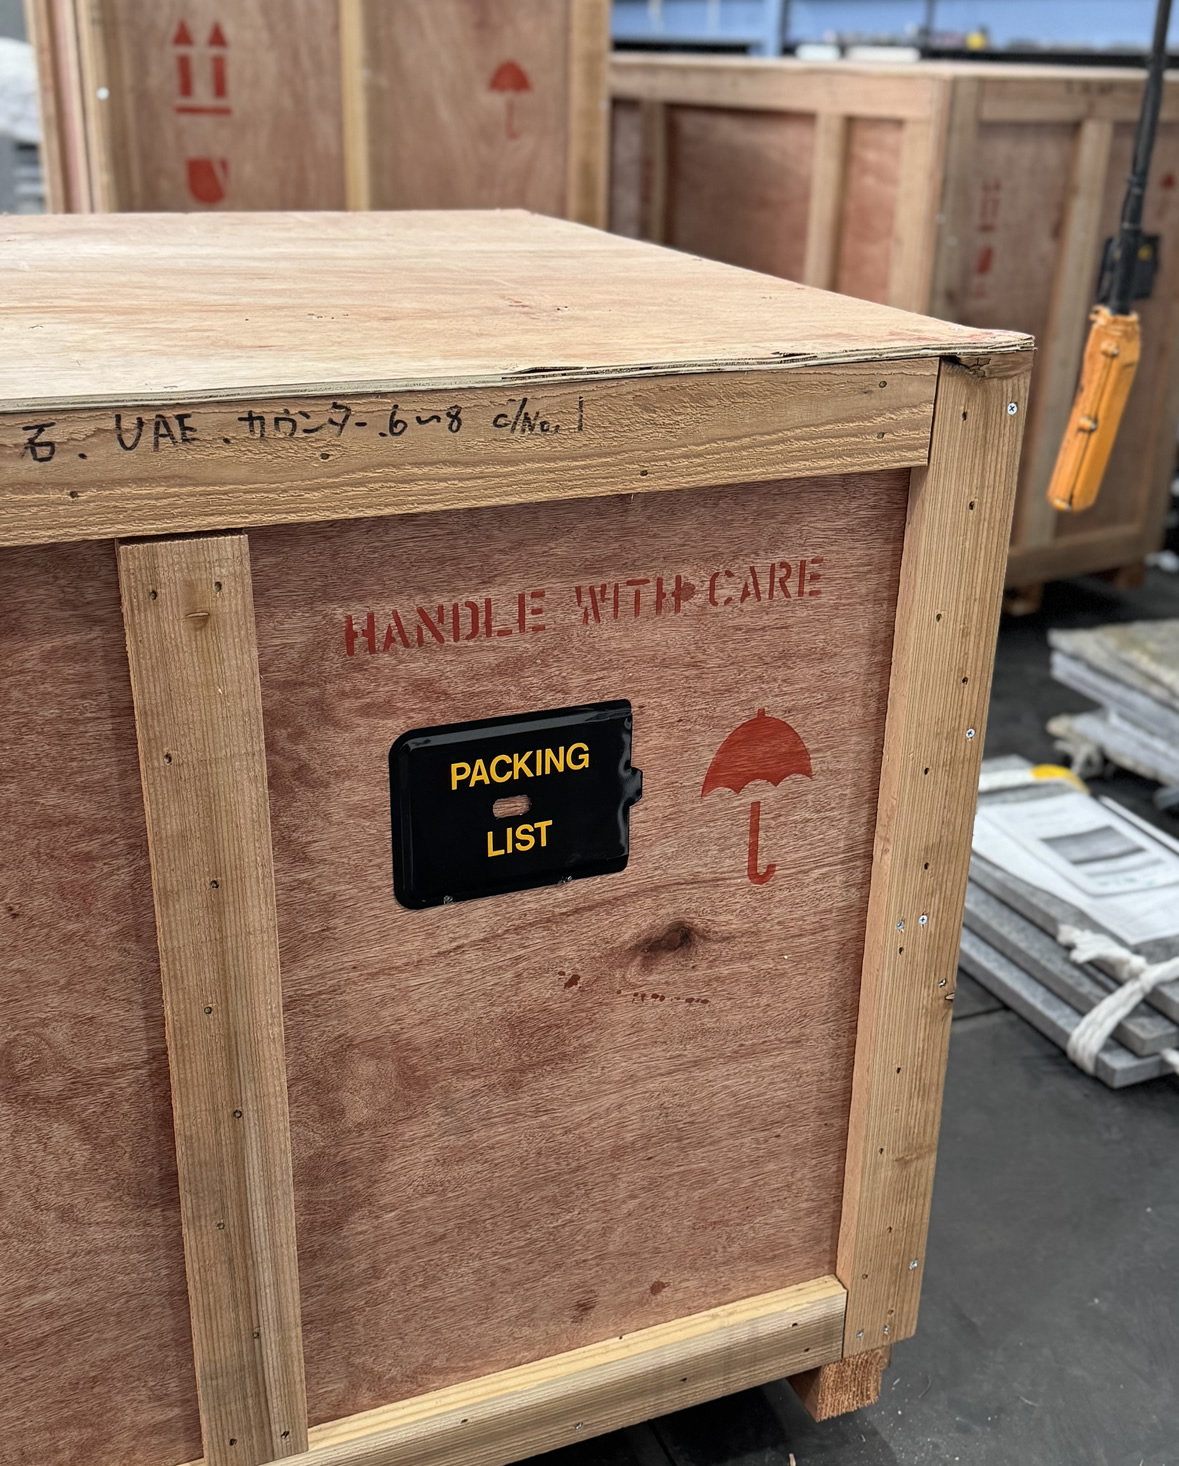 石. UAE. カウンター.6～8 C/No. 1
HANDLE WITH CARE
PACKING
LIST